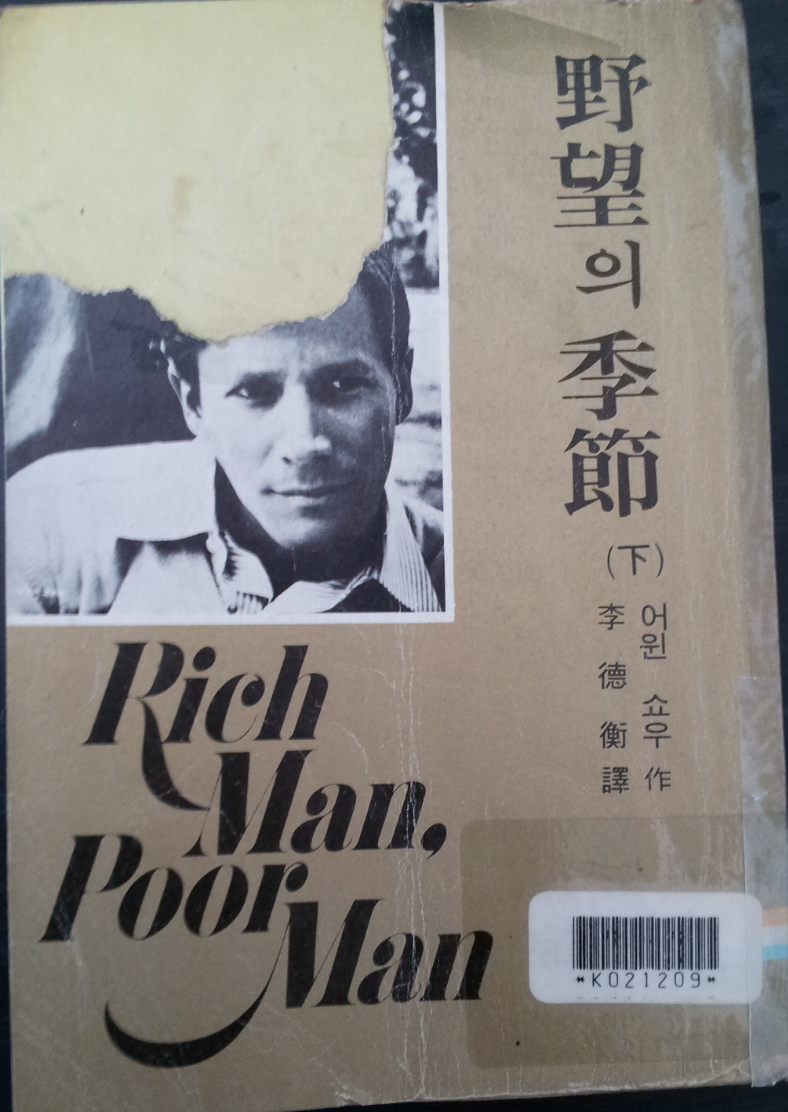 野望의 季節
(下)
어윈 쇼우 作
李德衡 譯
Rich
Man,
Poor
Man
*K021209*